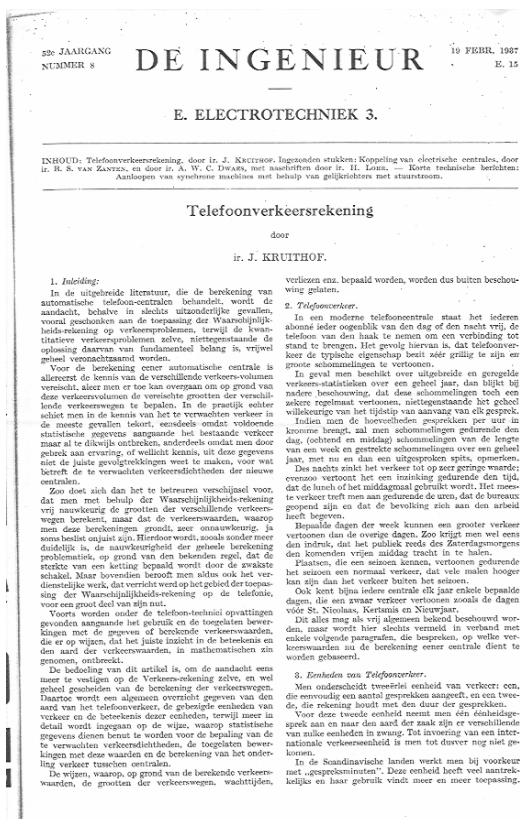 52e JAARGANG
NUMMER 8
DE INGENIEUR
19 FEBR. 1937
E. 15
E. ELECTROTECHNIEK 3.
INHOUD: Telefoonverkeersrekening, door ir. J. KRUITHOF. Ingezonden stukken: Koppeling van electrische centrales, door
ir. R. S. VAN ZANTEN, en door ir. A. W. C. DWARS, met naschriften door ir. H. LOHR. — Korte technische berichten:
Aanloopen van synchrone machines met behulp van gelijkrichters met stuurstroom.
Telefoonverkeersrekening
door
ir. J. KRUITHOF.
1. Inleiding:
In de uitgebreide literatuur, die de berekening van
automatische telefoon-centralen behandelt, wordt de
aandacht, behalve in slechts uitzonderlijke gevallen,
vooral geschonken aan de toepassing der Waarschijnlijk-
heids-rekening op verkeersproblemen, terwijl de kwan-
titatieve verkeersproblemen zelve, niettegenstaande de
oplossing daarvan van fundamenteel belang is, vrijwel
geheel veronachtzaamd worden.
Voor de berekening eener automatische centrale is
allereerst de kennis van de verschillende verkeers-volumen
vereischt, aleer men er toe kan overgaan om op grond van
deze verkeersvolumen de vereischte grootten der verschil-
lende verkeerswegen te bepalen. In de practijk echter
schiet men in de kennis van het te verwachten verkeer in
de meeste gevallen tekort, eensdeels omdat voldoende
statistische gegevens aangaande het bestaande verkeer
maar al te dikwijls ontbreken, anderdeels omdat men door
gebrek aan ervaring, of wellicht kennis, uit deze gegevens
niet de juiste gevolgtrekkingen weet te maken, voor wat
betreft de te verwachten verkeersdichtheden der nieuwe
centralen.
Zoo doet zich dan het te betreuren verschijnsel voor,
dat men met behulp der Waarschijnlijkheids-rekening
vrij nauwkeurig de grootten der verschillende verkeers-
wegen berekent, maar dat de verkeerswaarden, waarop
men deze berekeningen grondt, zeer onnauwkeurig, ja
soms beslist onjuist zijn. Hierdoor wordt, zooals zonder meer
duidelijk is, de nauwkeurigheid der geheele berekening
problematiek, op grond van den bekenden regel, dat de
sterkte van een ketting bepaald wordt door de zwakste
schakel. Maar bovendien berooft men aldus ook het ver-
dienstelijk werk, dat verricht werd op het gebied der toepas-
sing der Waarschijnlijkheids-rekening op de telefonie,
voor een groot deel van zijn nut.
Voorts worden onder de telefoon-technici opvattingen
gevonden aangaande het gebruik en de toegelaten bewer-
kingen met de gegeven of berekende verkeerswaarden,
die er op wijzen, dat het juiste inzicht in de beteekenis en
den aard der verkeerswaarden, in mathematischen zin
genomen, ontbreekt.
De bedoeling van dit artikel is, om de aandacht eens
meer te vestigen op de Verkeers-rekening zelve, en wel
geheel gescheiden van de berekening der verkeerswegen.
Daartoe wordt een algemeen overzicht gegeven van den
aard van het telefoonverkeer, de gebezigde eenheden van
verkeer en de beteekenis dezer eenheden, terwijl meer in
detail wordt ingegaan op de wijze, waarop statistische
gegevens dienen benut te worden voor de bepaling van de
te verwachten verkeersdichtheden, de toegelaten bewer-
kingen met deze waarden en de berekening van het onder-
ling verkeer tusschen centralen.
De wijzen, waarop, op grond van de berekende verkeers-
waarden, de grootten der verkeerswegen, wachttijden,
verliezen enz. bepaald worden, worden dus buiten beschou-
wing gelaten.
2. Telefoonverkeer.
In een moderne telefooncentrale staat het iederen
abonné ieder oogenblik van den dag of den nacht vrij, de
telefoon van den haak te nemen om een verbinding tot
stand te brengen. Het gevolg hiervan is, dat telefoonver-
keer de typische eigenschap bezit zéér grillig te zijn en
groote schommelingen te vertoonen.
In geval men beschikt over uitgebreide en geregelde
verkeers-statistieken over een geheel jaar, dan blijkt bij
nadere beschouwing, dat deze schommelingen toch een
zekere regelmaat vertoonen, niettegenstaande het geheel
willekeurige van het tijdstip van aanvang van elk gesprek.
Indien men de hoeveelheden gesprekken per uur in
kromme brengt, zal men schommelingen gedurende den
dag, (ochtend en middag) schommelingen van de lengte
van een week en gestrekte schommelingen over een geheel
jaar, met nu en dan een uitgesproken spits, opmerken.
Des nachts zinkt het verkeer tot op zeer geringe waarde;
evenzoo vertoont het een inzinking gedurende den tijd,
dat de lunch of het middagmaal gebruikt wordt. Het mees-
te verkeer treft men aan gedurende de uren, dat de bureaux
geopend zijn en dat de bevolking zich aan den arbeid
heeft begeven.
Bepaalde dagen der week kunnen een grooter verkeer
vertoonen dan de overige dagen. Zoo krijgt men wel eens
den indruk, dat het publiek reeds des Zaterdagsmorgens
den komenden vrijen middag tracht in te halen.
Plaatsen, die een seizoen kennen, vertoonen gedurende
het seizoen een normaal verkeer, dat vele malen hooger
kan zijn dan het verkeer buiten het seizoen.
Ook kent bijna iedere centrale elk jaar enkele bepaalde
dagen, die een zwaar verkeer vertoonen zooals de dagen
vóór St. Nicolaas, Kerstmis en Nieuwjaar.
Dit alles mag als vrij algemeen bekend beschouwd wor-
den, maar wordt hier slechts vermeld in verband met
enkele volgende paragrafen, die bespreken, op welke ver-
keerswaarden nu de berekening eener centrale dient te
worden gebaseerd.
3. Eenheden van Telefoonverkeer.
Men onderscheidt tweeërlei eenheid van verkeer: een,
die eenvoudig een aantal gesprekken aangeeft, en een twee-
de, die rekening houdt met den duur der gesprekken.
Voor deze tweede eenheid neemt men één éénheidsge-
sprek aan en naar den aard der zaak zijn er verschillende
van zulke eenheden in zwang. Tot invoering van een inter-
nationale verkeerseenheid is men tot dusver nog niet ge-
komen.
In de Scandinavische landen werkt men bij voorkeur
met „gespreksminuten”. Deze eenheid heeft veel aantrek-
kelijks en haar gebruik vindt meer en meer toepassing.